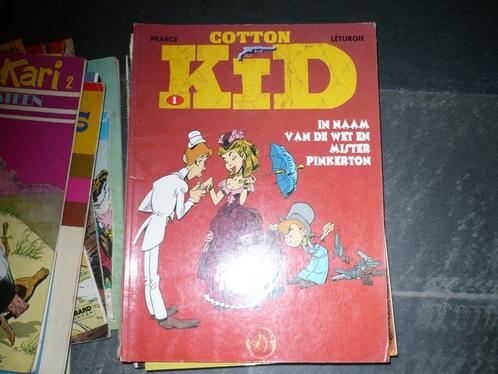 PEARCE
LÉTURGIE
COTTON
KiD
1
IN NAAM
VAN DE WET EN
MISTER
PINKERTON
Kari 2